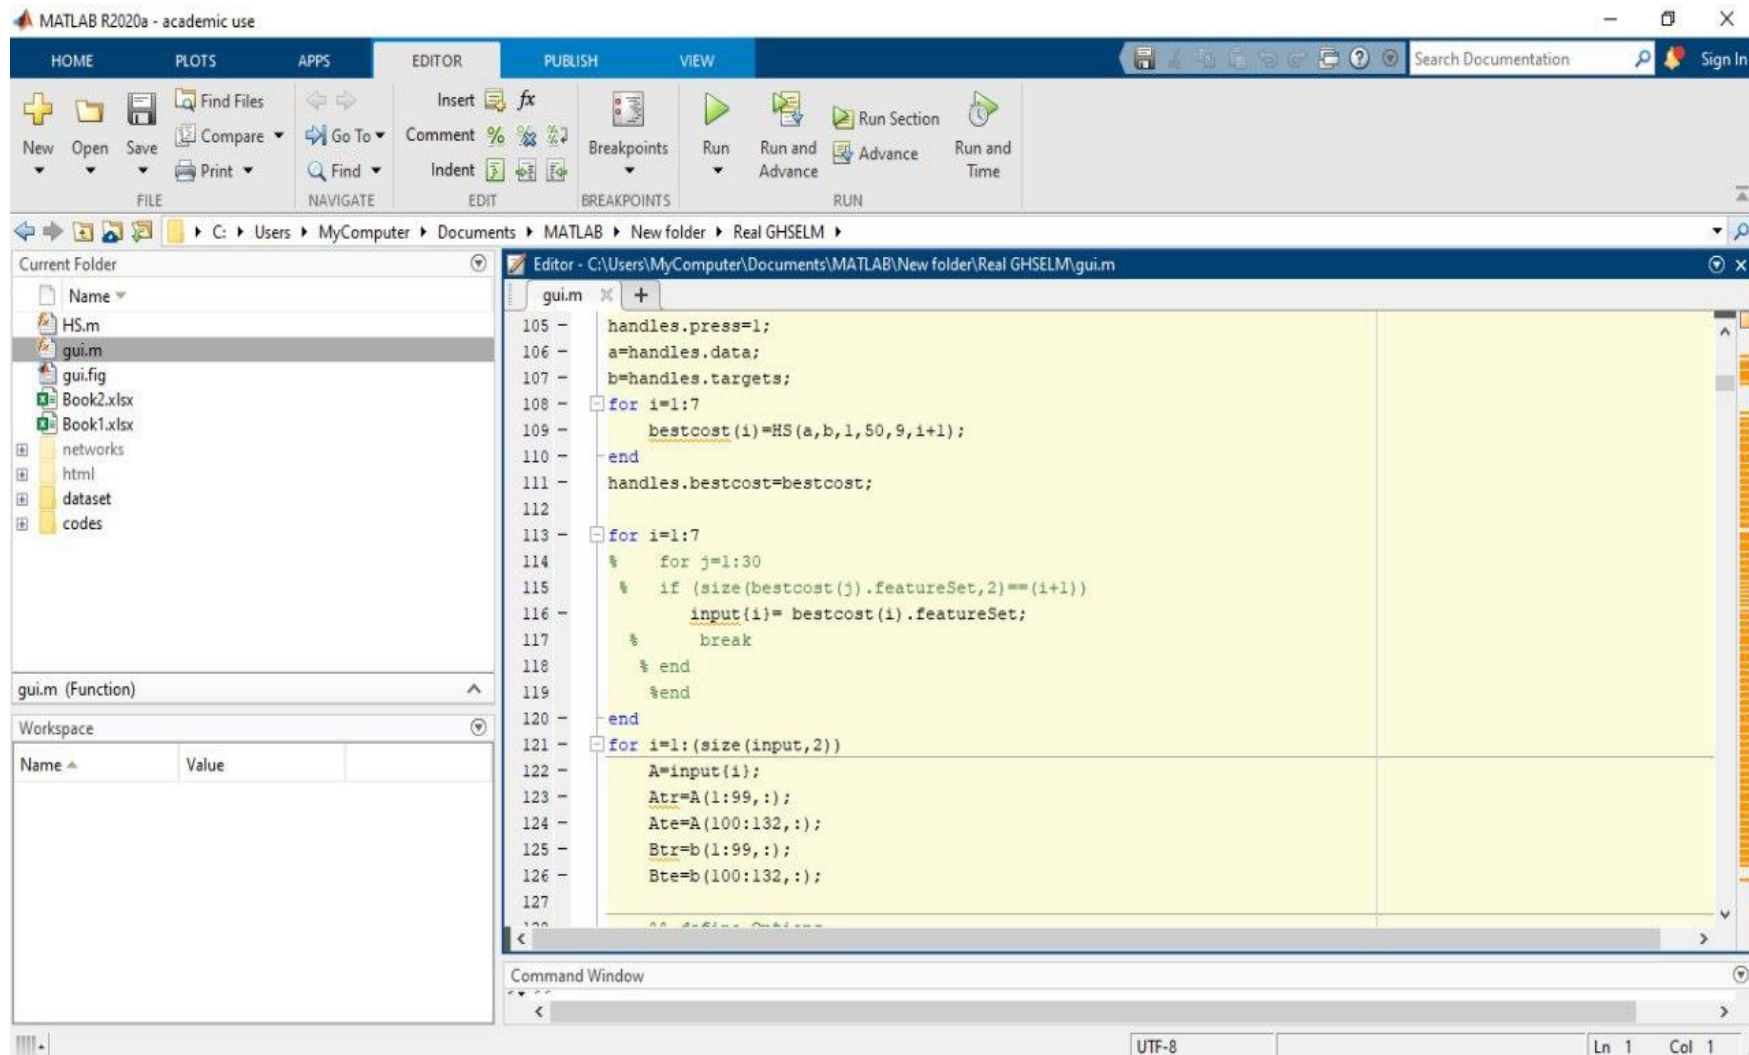 MATLAB R2020a - academic use
HOME PLOTS APPS EDITOR PUBLISH VIEW Search Documentation Sign In
New Open Save Find Files Compare Print
FILE
Go To Find
NAVIGATE
Insert fx
Comment %
Indent
EDIT
Breakpoints
BREAKPOINTS
Run Run and Advance Run Section Advance Run and Time
RUN
C: Users MyComputer Documents MATLAB New folder Real GHSELM
Current Folder
Name
HS.m
gui.m
gui.fig
Book2.xlsx
Book1.xlsx
networks
html
dataset
codes
gui.m (Function)
Workspace
Name Value
Editor - C:\Users\MyComputer\Documents\MATLAB\New folder\Real GHSELM\gui.m
gui.m +
105 - handles.press=1;
106 - a=handles.data;
107 - b=handles.targets;
108 - for i=1:7
109 - bestcost(i)=HS(a,b,1,50,9,i+1);
110 - end
111 - handles.bestcost=bestcost;
112
113 - for i=1:7
114 % for j=1:30
115 % if (size(bestcost(j).featureSet,2)==(i+1))
116 - input{i}= bestcost(i).featureSet;
117 % break
118 % end
119 %end
120 - end
121 - for i=1:(size(input,2))
122 - A=input{i};
123 - Atr=A(1:99,:);
124 - Ate=A(100:132,:);
125 - Btr=b(1:99,:);
126 - Bte=b(100:132,:);
127
Command Window
UTF-8 Ln 1 Col 1